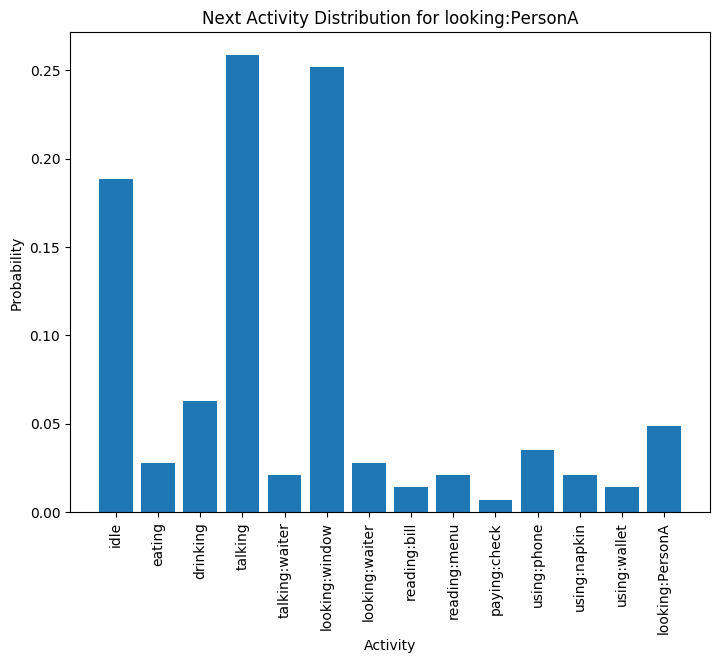 Next Activity Distribution for looking:PersonA
Probability
0.25
0.20
0.15
0.10
0.05
0.00
idle
eating
drinking
talking
talking:waiter
looking:window
looking:waiter
reading:bill
reading:menu
paying:check
using:phone
using:napkin
using:wallet
looking:PersonA
Activity